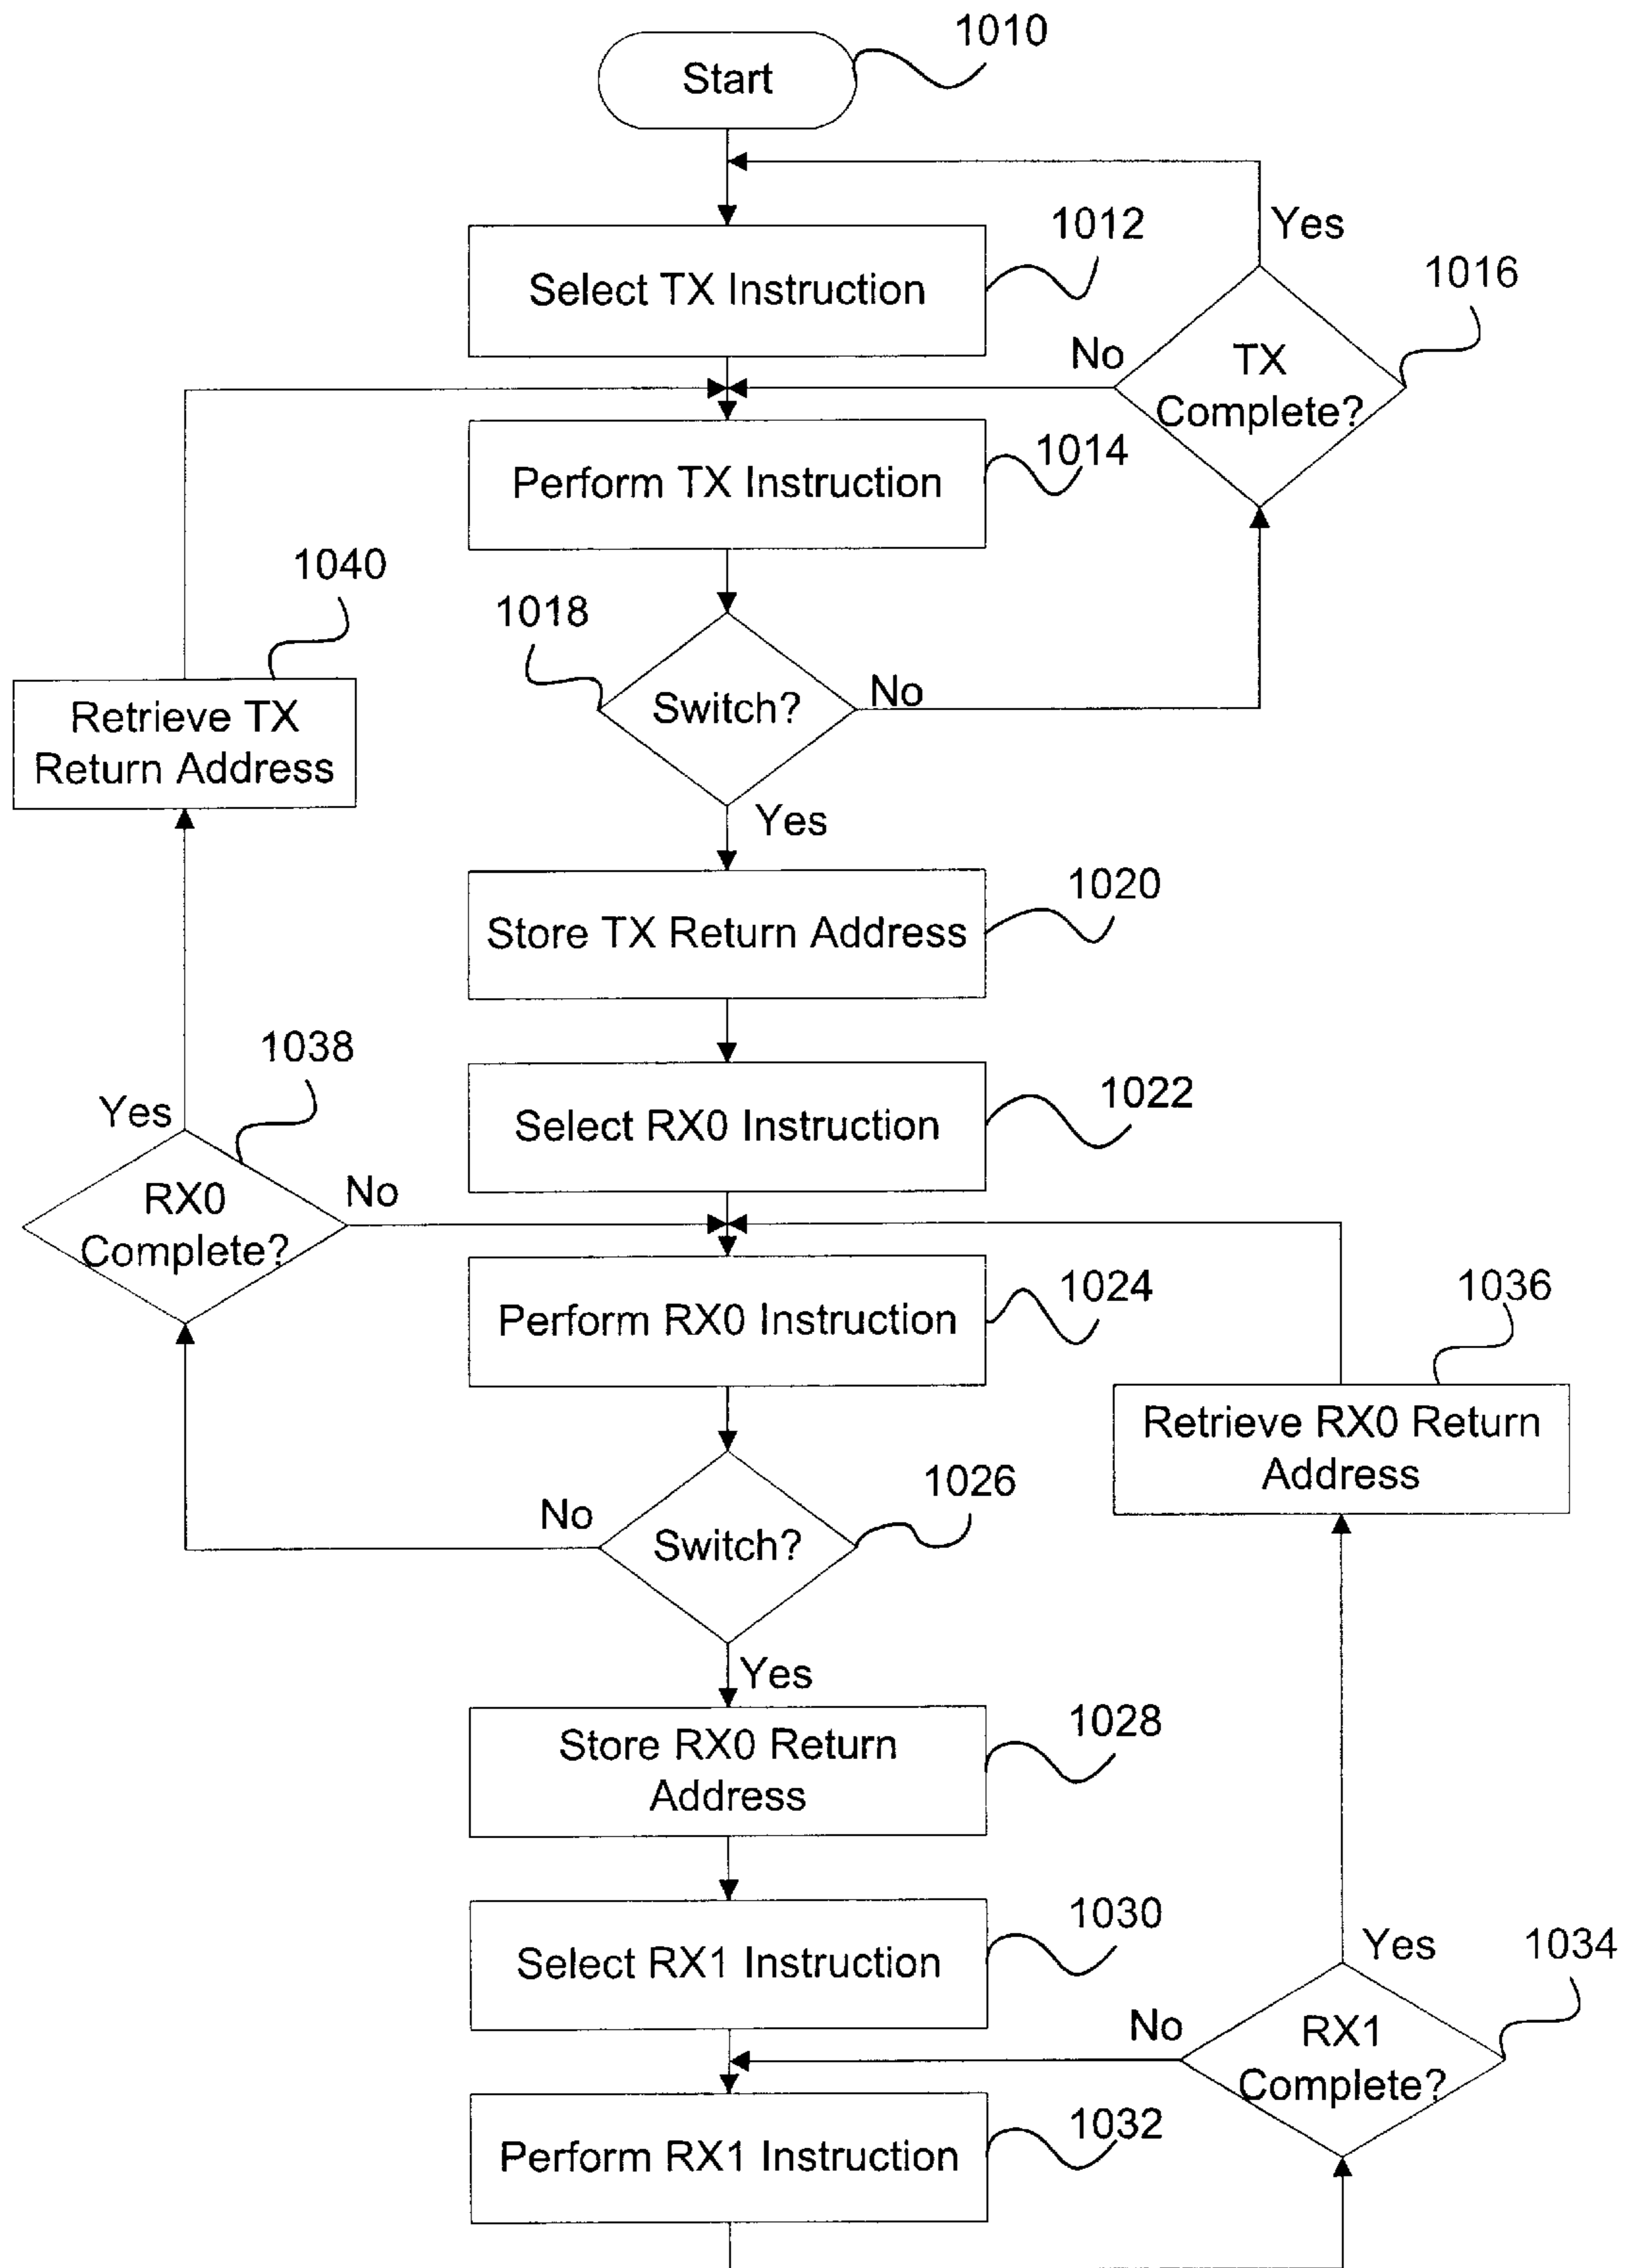 1010
Start
1012
Yes
1016
Select TX Instruction
No
TX
Complete?
1014
Perform TX Instruction
1040
1018
Switch?
No
Retrieve TX
Return Address
Yes
1020
Store TX Return Address
1038
1022
Yes
Select RX0 Instruction
No
RX0
Complete?
1024
1036
Perform RX0 Instruction
Retrieve RX0 Return
Address
1026
No
Switch?
Yes
1028
Store RX0 Return
Address
1030
Yes
1034
Select RX1 Instruction
No
RX1
Complete?
1032
Perform RX1 Instruction